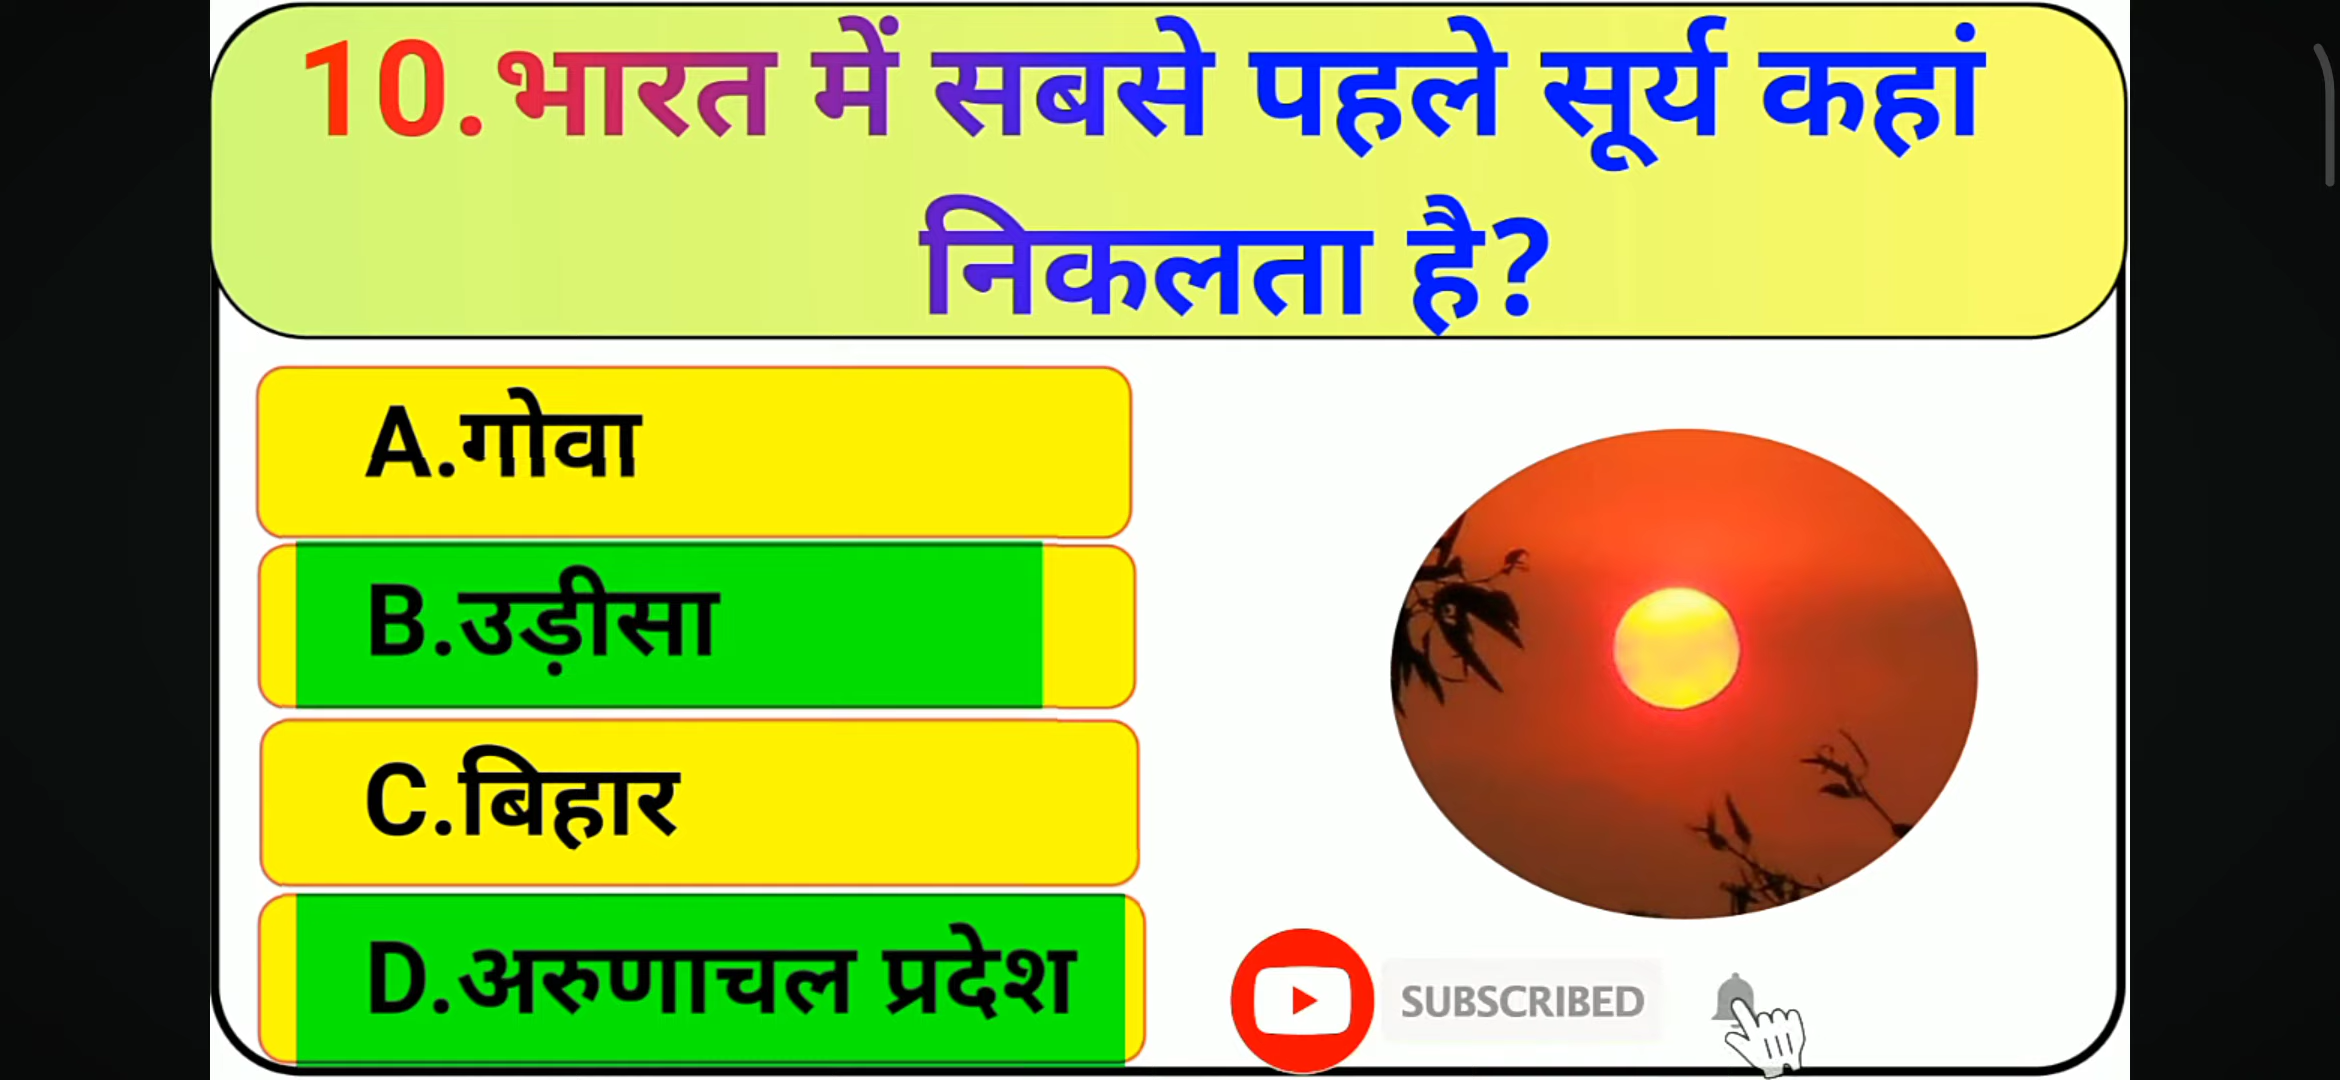 10.भारत में सबसे पहले सूर्य कहां
निकलता है?
A.गोवा
B.उड़ीसा
C.बिहार
D.अरुणाचल प्रदेश
SUBSCRIBED